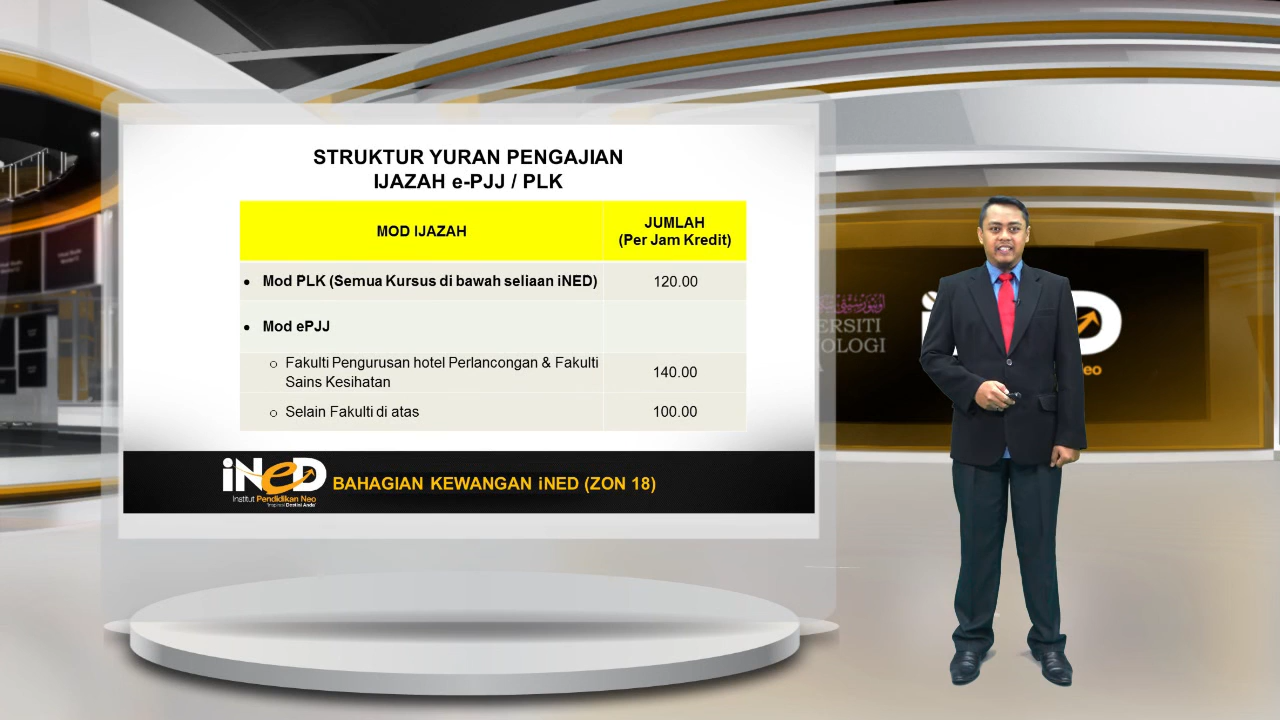 STRUKTUR YURAN PENGAJIAN
IJAZAH e-PJJ / PLK
MOD IJAZAH
JUMLAH
(Per Jam Kredit)
• Mod PLK (Semua Kursus di bawah seliaan iNED)
120.00
• Mod ePJJ
o Fakulti Pengurusan hotel Perlancongan & Fakulti
Sains Kesihatan
140.00
o Selain Fakulti di atas
100.00
iNED
Institut Pendidikan Neo
BAHAGIAN KEWANGAN iNED (ZON 18)
ERSITI
OLOGI